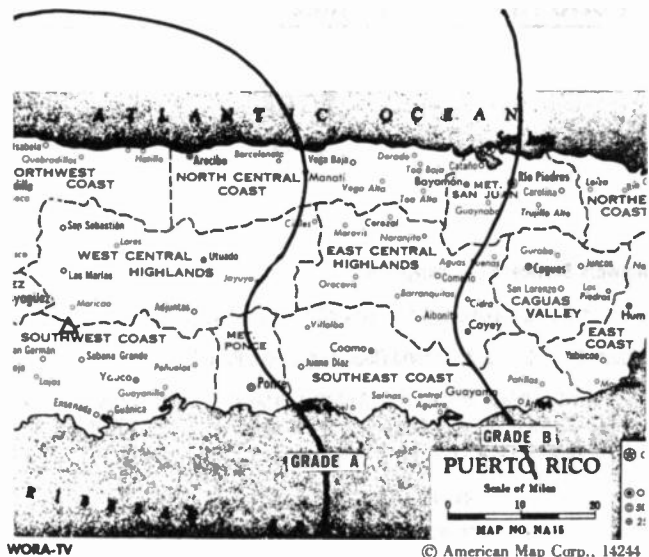 ATLANTIC OCEAN
Isabela
Quebradillos
Hatillo
Arecibo
Barceloneta
Vega Baja
Dorado
Toa Baja
Cataño
Río Piedras
NORTH CENTRAL COAST
Manatí
Vega Alta
Toa Alta
Bayamón
MET. SAN JUAN
Carolina
Loíza
ORTHWEST COAST
Guaynabo
Trujillo Alto
NORTHE
COAST
San Sebastián
Lares
Utuado
WEST CENTRAL HIGHLANDS
Ciales
Morovis
Corozal
Naranjito
EAST CENTRAL HIGHLANDS
Aguas Buenas
Gurabo
Juncos
Las Marías
Jayuya
Orocovis
Comerío
Caguas
San Lorenzo
Las Piedras
Maricao
Adjuntas
Barranquitas
Cidra
CAGUAS VALLEY
Hum
SOUTHWEST COAST
MET. PONCE
Villalba
Aibonito
Cayey
EAST COAST
an Germán
Sabana Grande
Peñuelas
Coamo
Juana Díaz
Yabucoa
Lajas
Yauco
Guayanilla
Ponce
SOUTHEAST COAST
Patillas
Ensenada
Guánica
Salinas
Central Aguirre
Guayama
GRADE A
GRADE B
PUERTO RICO
Scale of Miles
0 10 20
MAP NO. NA15
WORA-TV
© American Map Corp., 14244